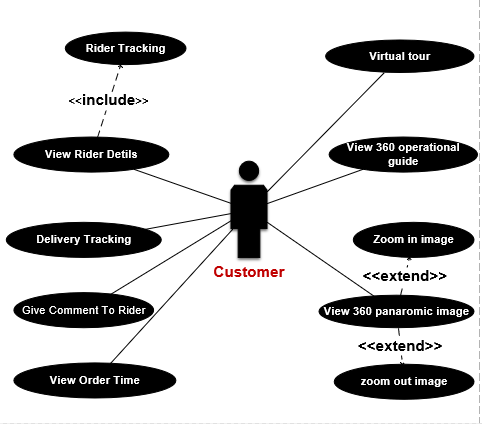 Rider Tracking
Virtual tour
<<include>>
View Rider Detils
View 360 operational
guide
Delivery Tracking
Zoom in image
Customer
<<extend>>
Give Comment To Rider
View 360 panaromic image
<<extend>>
View Order Time
zoom out image